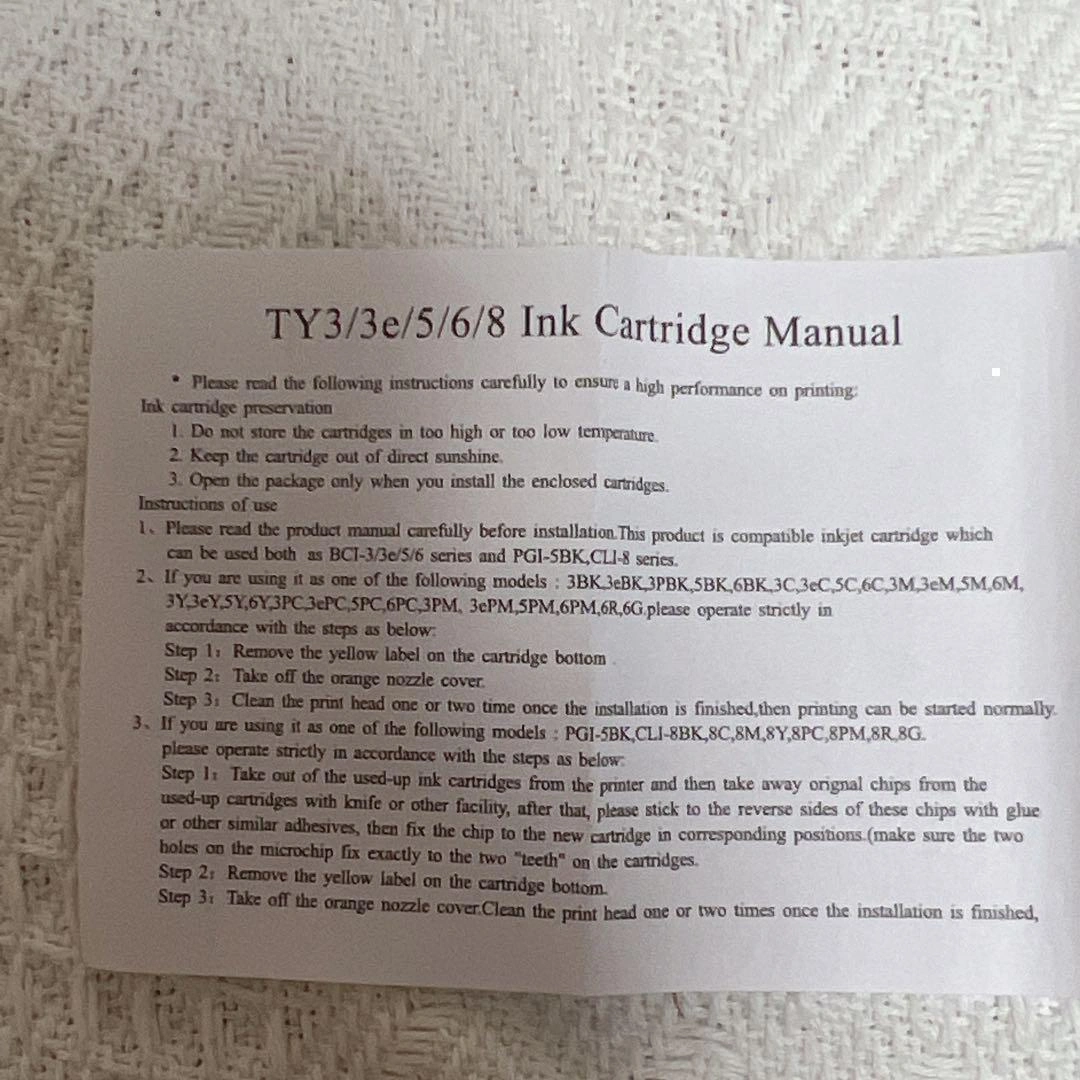 TY3/3e/5/6/8 Ink Cartridge Manual
• Please read the following instructions carefully to ensure a high performance on printing:
Ink cartridge preservation
1. Do not store the cartridges in too high or too low temperature.
2. Keep the cartridge out of direct sunshine.
3. Open the package only when you install the enclosed cartridges.
Instructions of use
1、Please read the product manual carefully before installation.This product is compatible inkjet cartridge which
can be used both as BCI-3/3e/5/6 series and PGI-5BK,CLI-8 series.
2、If you are using it as one of the following models : 3BK,3eBK,3PBK,5BK,6BK,3C,3eC,5C,6C,3M,3eM,5M,6M,
3Y,3eY,5Y,6Y,3PC,3ePC,5PC,6PC,3PM、3ePM,5PM,6PM,6R,6G,please operate strictly in
accordance with the steps as below:
Step 1: Remove the yellow label on the cartridge bottom .
Step 2: Take off the orange nozzle cover.
Step 3: Clean the print head one or two time once the installation is finished,then printing can be started normally.
3、If you are using it as one of the following models : PGI-5BK,CLI-8BK,8C,8M,8Y,8PC,8PM,8R,8G.
please operate strictly in accordance with the steps as below:
Step 1: Take out of the used-up ink cartridges from the printer and then take away orignal chips from the
used-up cartridges with knife or other facility, after that, please stick to the reverse sides of these chips with glue
or other similar adhesives, then fix the chip to the new cartridge in corresponding positions.(make sure the two
holes on the microchip fix exactly to the two "teeth" on the cartridges.
Step 2: Remove the yellow label on the cartridge bottom.
Step 3: Take off the orange nozzle cover.Clean the print head one or two times once the installation is finished,